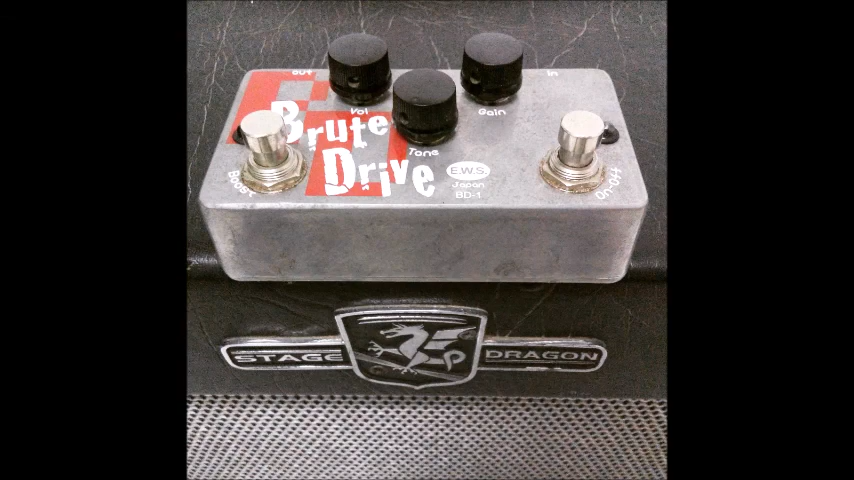 OUT
In
Vol
Gain
Tone
Brute
Drive
E.W.S.
Japan
BD-1
Boost
On-Off
STAGE DRAGON